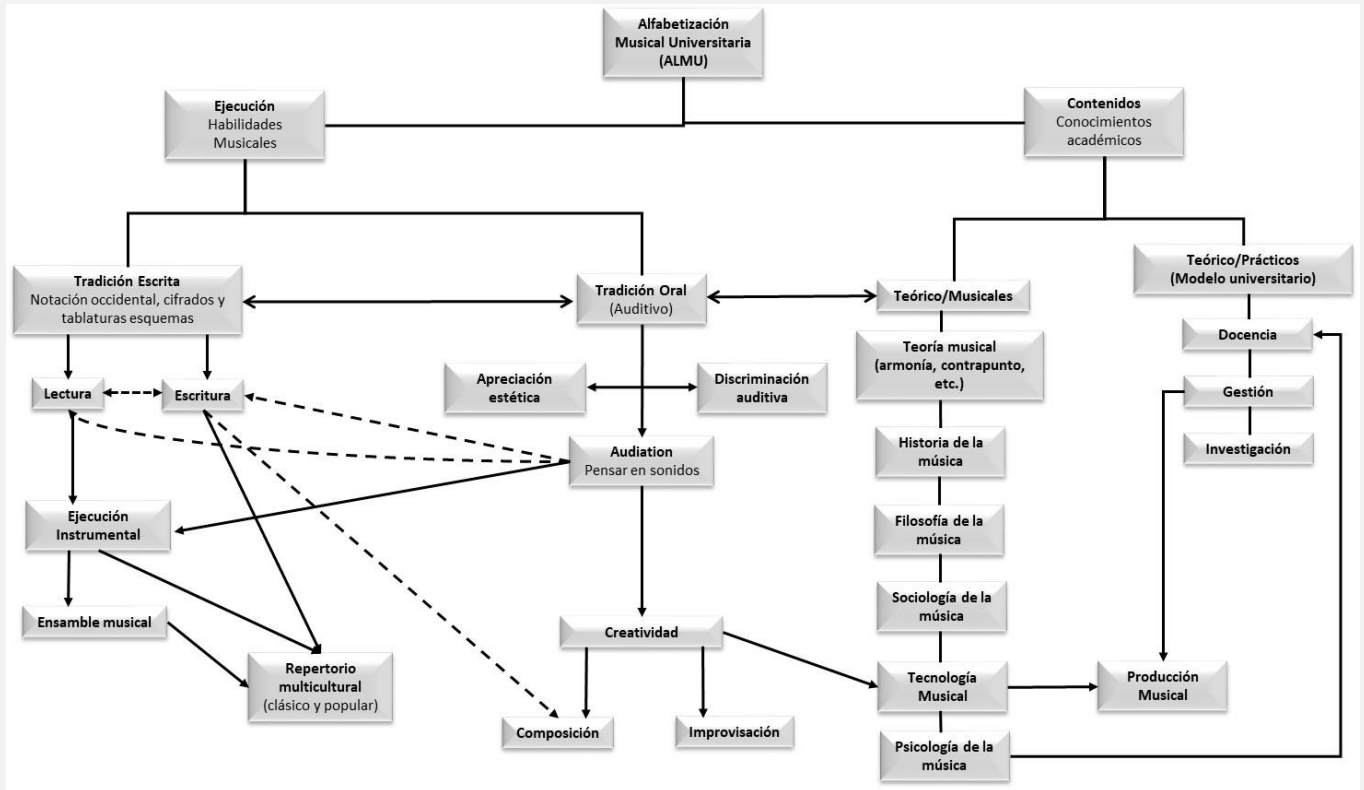 Alfabetización
Musical Universitaria
(ALMU)
Ejecución
Habilidades
Musicales
Contenidos
Conocimientos
académicos
Tradición Escrita
Notación occidental, cifrados y
tablaturas esquemas
Tradición Oral
(Auditivo)
Teórico/Musicales
Teórico/Prácticos
(Modelo universitario)
Lectura
Escritura
Apreciación
estética
Discriminación
auditiva
Teoría musical
(armonía, contrapunto,
etc.)
Docencia
Gestión
Investigación
Audiation
Pensar en sonidos
Historia de la
música
Ejecución
Instrumental
Filosofía de la
música
Ensamble musical
Creatividad
Sociología de la
música
Repertorio
multicultural
(clásico y popular)
Tecnología
Musical
Producción
Musical
Composición
Improvisación
Psicología de la
música